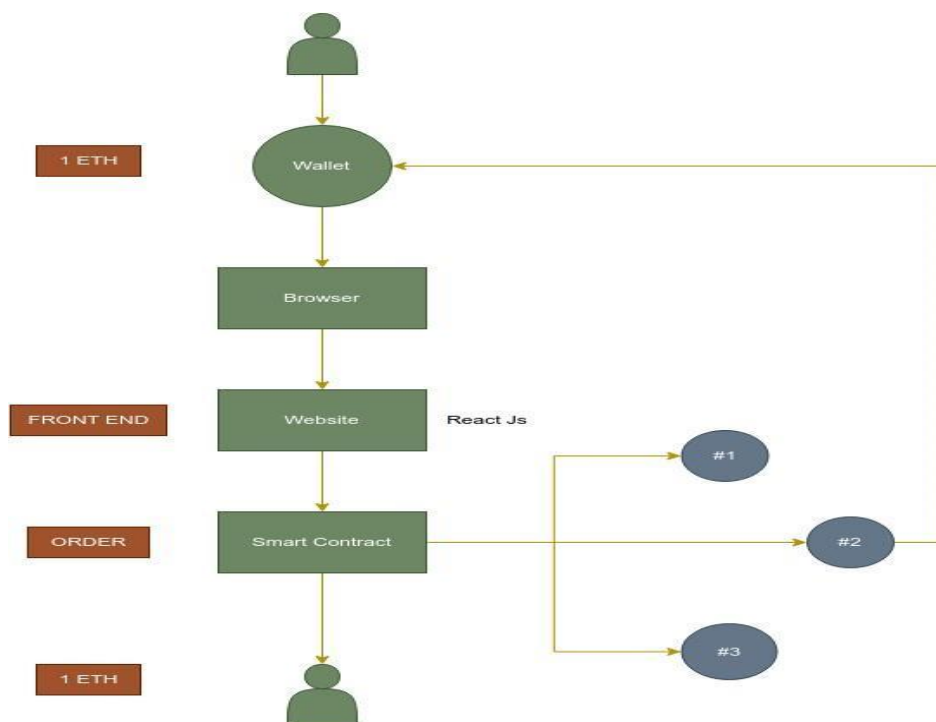 1 ETH
Wallet
Browser
FRONT END
Website
React Js
#1
ORDER
Smart Contract
#2
#3
1 ETH